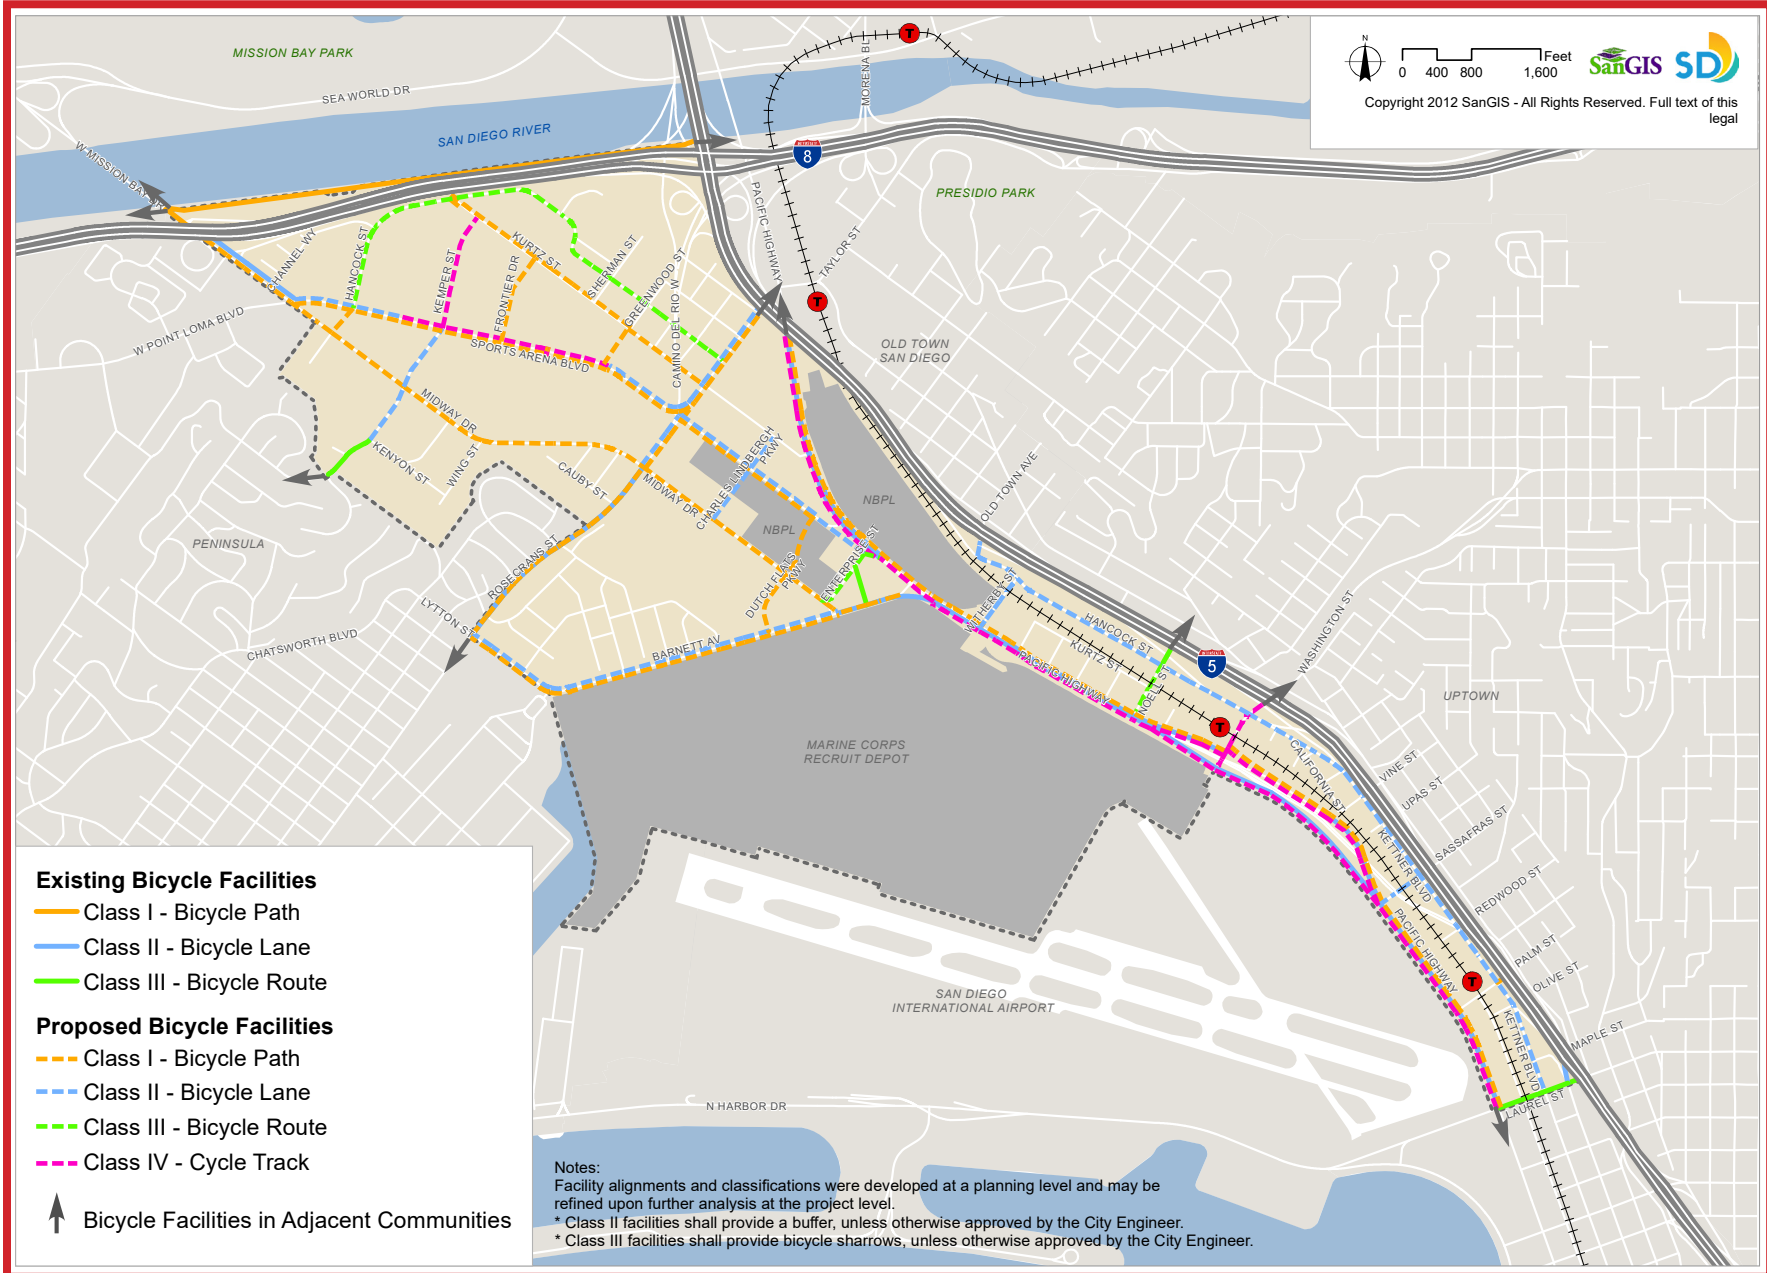 MISSION BAY PARK
SEA WORLD DR
SAN DIEGO RIVER
MORENA BL
N
0 400 800 1,600
Feet
SanGIS
SD
Copyright 2012 SanGIS - All Rights Reserved. Full text of this
legal
8
PRESIDIO PARK
PACIFIC HIGHWAY
TAYLOR ST
T
T
CHANNEL WY
HANCOCK ST
KEMPER ST
KURTZ ST
FRONTIER DR
SHERMAN ST
GREENWOOD ST
CAMINO DEL RIO W
W POINT LOMA BLVD
SPORTS ARENA BLVD
OLD TOWN
SAN DIEGO
MIDWAY DR
KENYON ST
WING ST
CAUBY ST
MIDWAY DR
CHARLES LINDBERGH
PKWY
NBPL
NBPL
OLD TOWN AVE
PENINSULA
ROSECRANS ST
LYTTON ST
CHATSWORTH BLVD
DUTCH FLATS
PKWY
ENTERPRISE ST
BARNETT AV
WITHERBY ST
HANCOCK ST
KURTZ ST
PACIFIC HIGHWAY
NOELL ST
5
WASHINGTON ST
UPTOWN
T
MARINE CORPS
RECRUIT DEPOT
CALIFORNIA ST
VINE ST
UPAS ST
SASSAFRAS ST
KETTNER BLVD
REDWOOD ST
PACIFIC HIGHWAY
PALM ST
OLIVE ST
T
SAN DIEGO
INTERNATIONAL AIRPORT
KETTNER BLVD
MAPLE ST
LAUREL ST
N HARBOR DR
Existing Bicycle Facilities
Class I - Bicycle Path
Class II - Bicycle Lane
Class III - Bicycle Route
Proposed Bicycle Facilities
Class I - Bicycle Path
Class II - Bicycle Lane
Class III - Bicycle Route
Class IV - Cycle Track
Bicycle Facilities in Adjacent Communities
Notes:
Facility alignments and classifications were developed at a planning level and may be
refined upon further analysis at the project level.
* Class II facilities shall provide a buffer, unless otherwise approved by the City Engineer.
* Class III facilities shall provide bicycle sharrows, unless otherwise approved by the City Engineer.